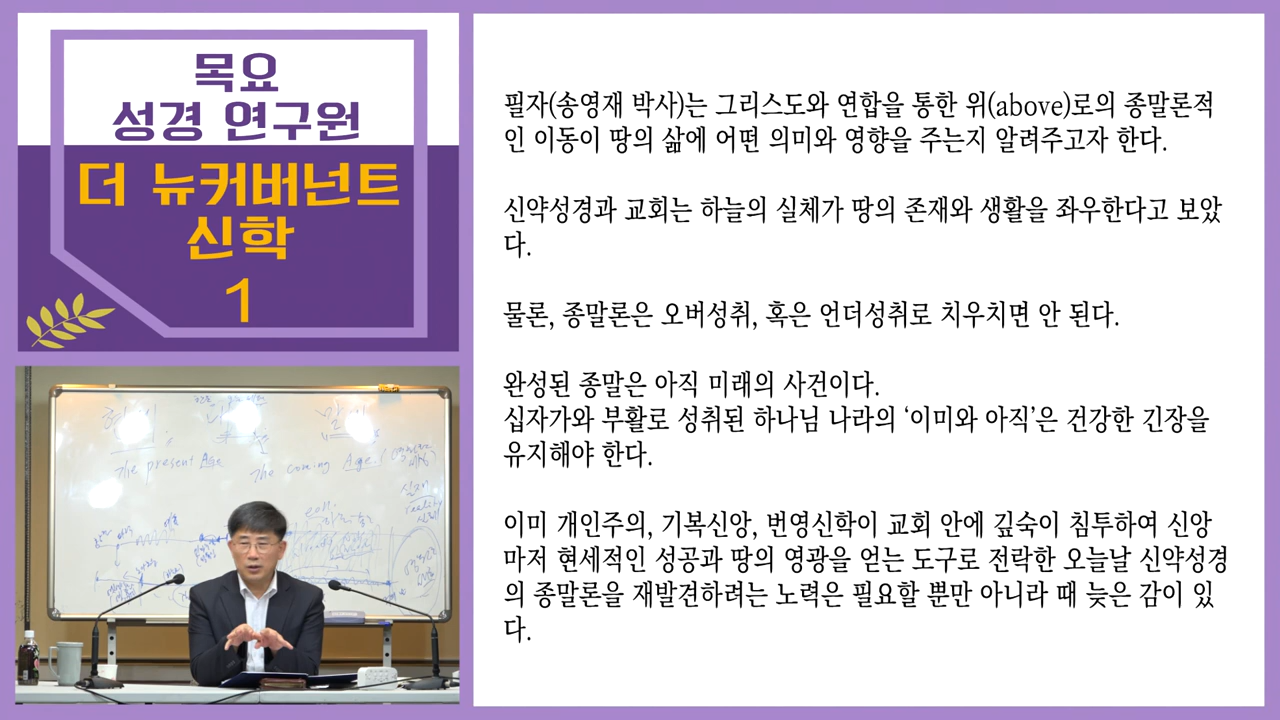 목요
성경 연구원
더 뉴커버넌트
신학
1
The present Age
The coming Age
필자(송영재 박사)는 그리스도와 연합을 통한 위(above)로의 종말론적
인 이동이 땅의 삶에 어떤 의미와 영향을 주는지 알려주고자 한다.
신약성경과 교회는 하늘의 실체가 땅의 존재와 생활을 좌우한다고 보았
다.
물론, 종말론은 오버성취, 혹은 언더성취로 치우치면 안 된다.
완성된 종말은 아직 미래의 사건이다.
십자가와 부활로 성취된 하나님 나라의 ‘이미와 아직’은 건강한 긴장을
유지해야 한다.
이미 개인주의, 기복신앙, 번영신학이 교회 안에 깊숙이 침투하여 신앙
마저 현세적인 성공과 땅의 영광을 얻는 도구로 전락한 오늘날 신약성경
의 종말론을 재발견하려는 노력은 필요할 뿐만 아니라 때 늦은 감이 있
다.